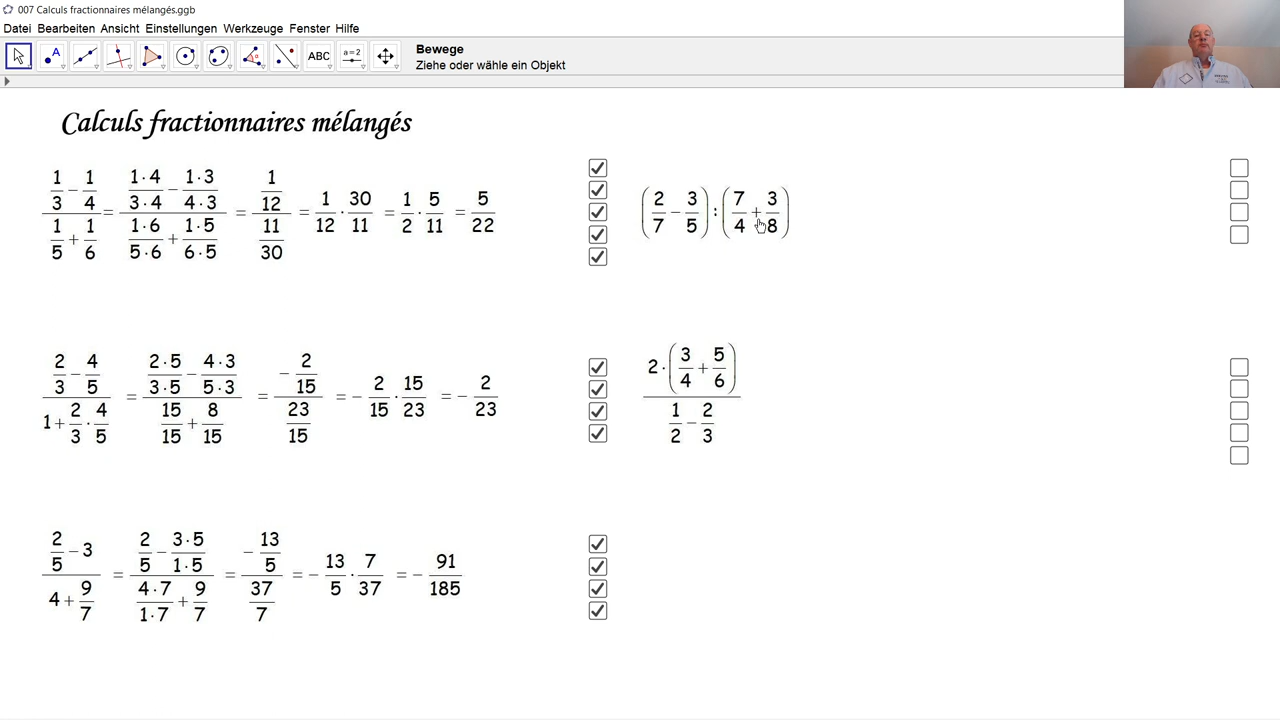 007 Calculs fractionnaires mélangés.ggb
Datei Bearbeiten Ansicht Einstellungen Werkzeuge Fenster Hilfe
A ABC a=2 Bewege
Ziehe oder wähle ein Objekt
Calculs fractionnaires mélangés
(1/3 − 1/4)/(1/5 + 1/6) = ((1·4)/(3·4) − (1·3)/(4·3))/((1·6)/(5·6) + (1·5)/(6·5)) = (1/12)/(11/30) = 1/12 · 30/11 = 1/2 · 5/11 = 5/22
(2/7 − 3/5) : (7/4 + 3/8)
(2/3 − 4/5)/(1 + 2/3 · 4/5) = ((2·5)/(3·5) − (4·3)/(5·3))/(15/15 + 8/15) = (− 2/15)/(23/15) = − 2/15 · 15/23 = − 2/23
(2·(3/4 + 5/6))/(1/2 − 2/3)
(2/5 − 3)/(4 + 9/7) = (2/5 − (3·5)/(1·5))/((4·7)/(1·7) + 9/7) = (− 13/5)/(37/7) = − 13/5 · 7/37 = − 91/185